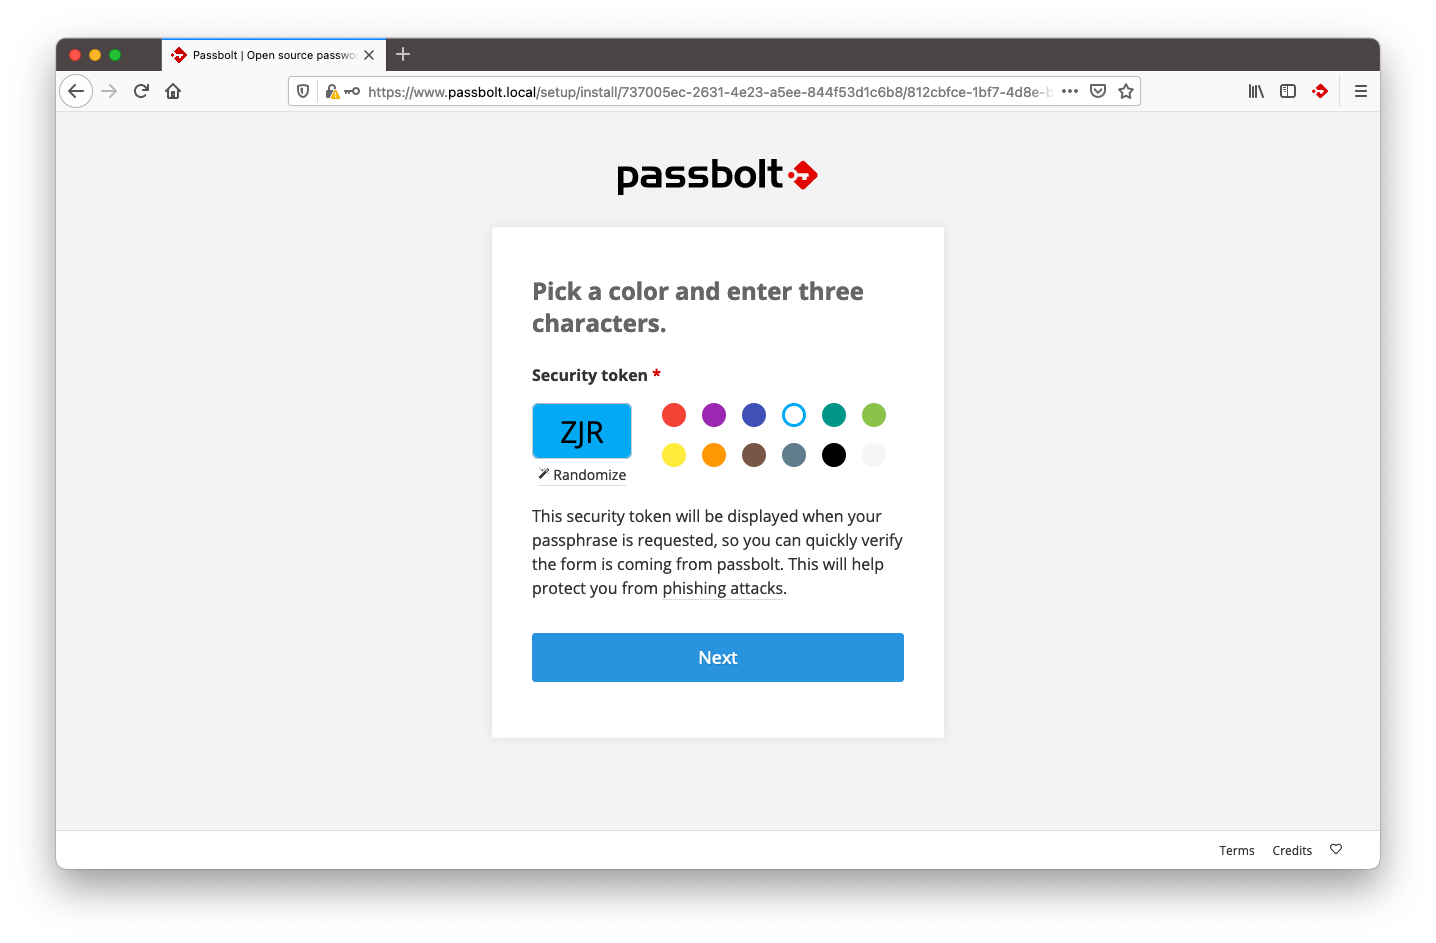 Passbolt | Open source passwo
https://www.passbolt.local/setup/install/737005ec-2631-4e23-a5ee-844f53d1c6b8/812cbfce-1bf7-4d8e-b
passbolt
Pick a color and enter three
characters.
Security token *
ZJR
Randomize
This security token will be displayed when your
passphrase is requested, so you can quickly verify
the form is coming from passbolt. This will help
protect you from phishing attacks.
Next
Terms Credits